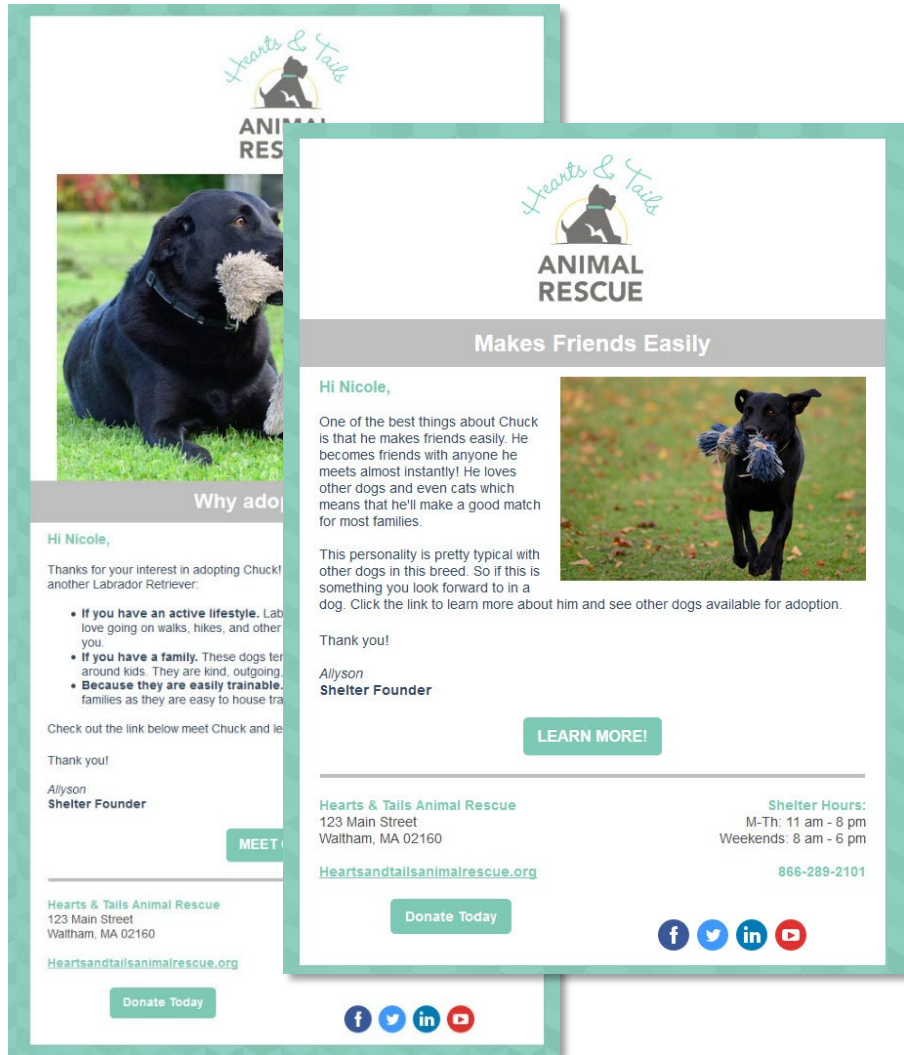 Hearts & Tails
ANIMAL
RES
Why adop
Hi Nicole,
Thanks for your interest in adopting Chuck!
another Labrador Retriever:
• If you have an active lifestyle. Lab
love going on walks, hikes, and other
you.
• If you have a family. These dogs ten
around kids. They are kind, outgoing,
• Because they are easily trainable.
families as they are easy to house tra
Check out the link below meet Chuck and le
Thank you!
Allyson
Shelter Founder
MEET
Hearts & Tails Animal Rescue
123 Main Street
Waltham, MA 02160
Heartsandtailsanimalrescue.org
Donate Today
Hearts & Tails
ANIMAL
RESCUE
Makes Friends Easily
Hi Nicole,
One of the best things about Chuck
is that he makes friends easily. He
becomes friends with anyone he
meets almost instantly! He loves
other dogs and even cats which
means that he'll make a good match
for most families.
This personality is pretty typical with
other dogs in this breed. So if this is
something you look forward to in a
dog. Click the link to learn more about him and see other dogs available for adoption.
Thank you!
Allyson
Shelter Founder
LEARN MORE!
Hearts & Tails Animal Rescue
123 Main Street
Waltham, MA 02160
Heartsandtailsanimalrescue.org
Donate Today
Shelter Hours:
M-Th: 11 am - 8 pm
Weekends: 8 am - 6 pm
866-289-2101